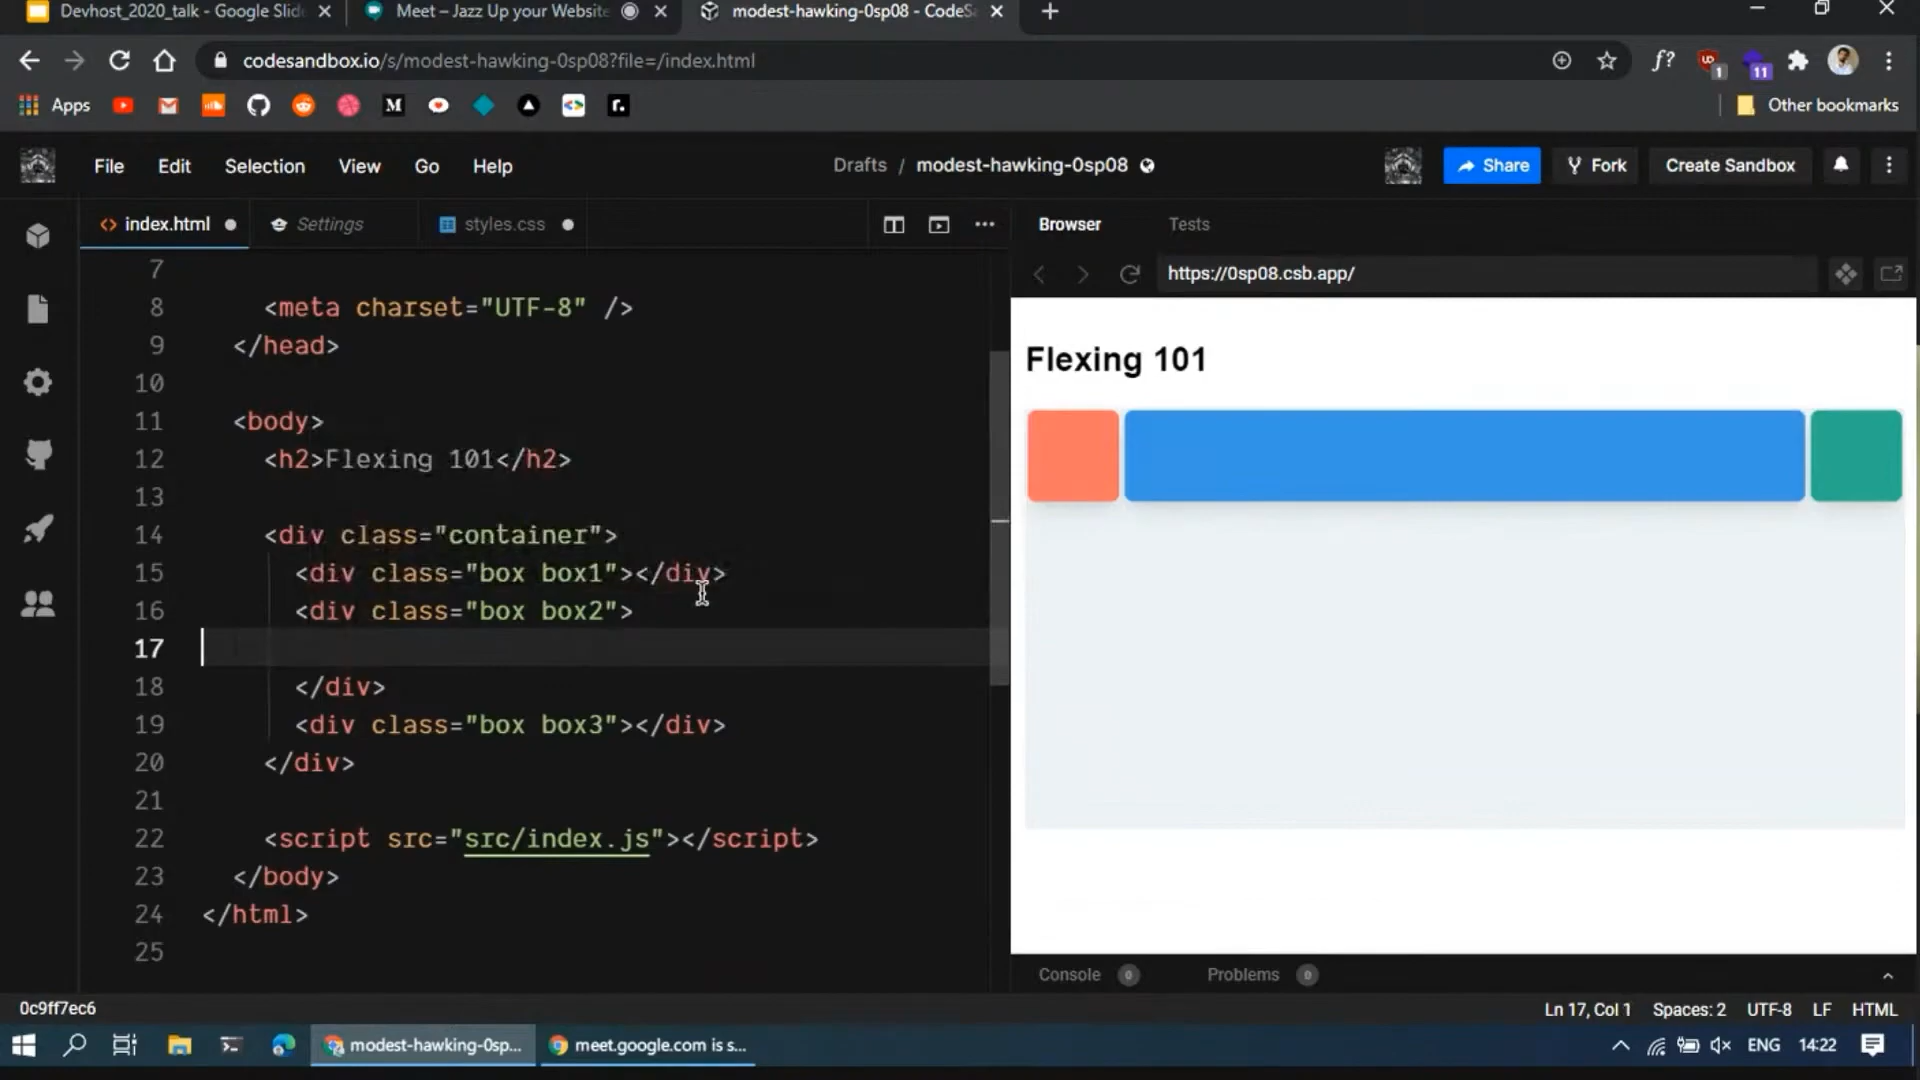 Devhost_2020_talk - Google Slide
Meet – Jazz Up your Website
modest-hawking-0sp08 - CodeSa
codesandbox.io/s/modest-hawking-0sp08?file=/index.html
f?
1
11
Apps
M
r.
Other bookmarks
File
Edit
Selection
View
Go
Help
Drafts / modest-hawking-0sp08
Share
Fork
Create Sandbox
<> index.html
Settings
styles.css
Browser
Tests
https://0sp08.csb.app/
7
8 <meta charset="UTF-8" />
9 </head>
10
11 <body>
12 <h2>Flexing 101</h2>
13
14 <div class="container">
15 <div class="box box1"></div>
16 <div class="box box2">
17
18 </div>
19 <div class="box box3"></div>
20 </div>
21
22 <script src="src/index.js"></script>
23 </body>
24 </html>
25
Flexing 101
Console 0
Problems 0
0c9ff7ec6
Ln 17, Col 1
Spaces: 2
UTF-8
LF
HTML
modest-hawking-0sp...
meet.google.com is s...
ENG
14:22